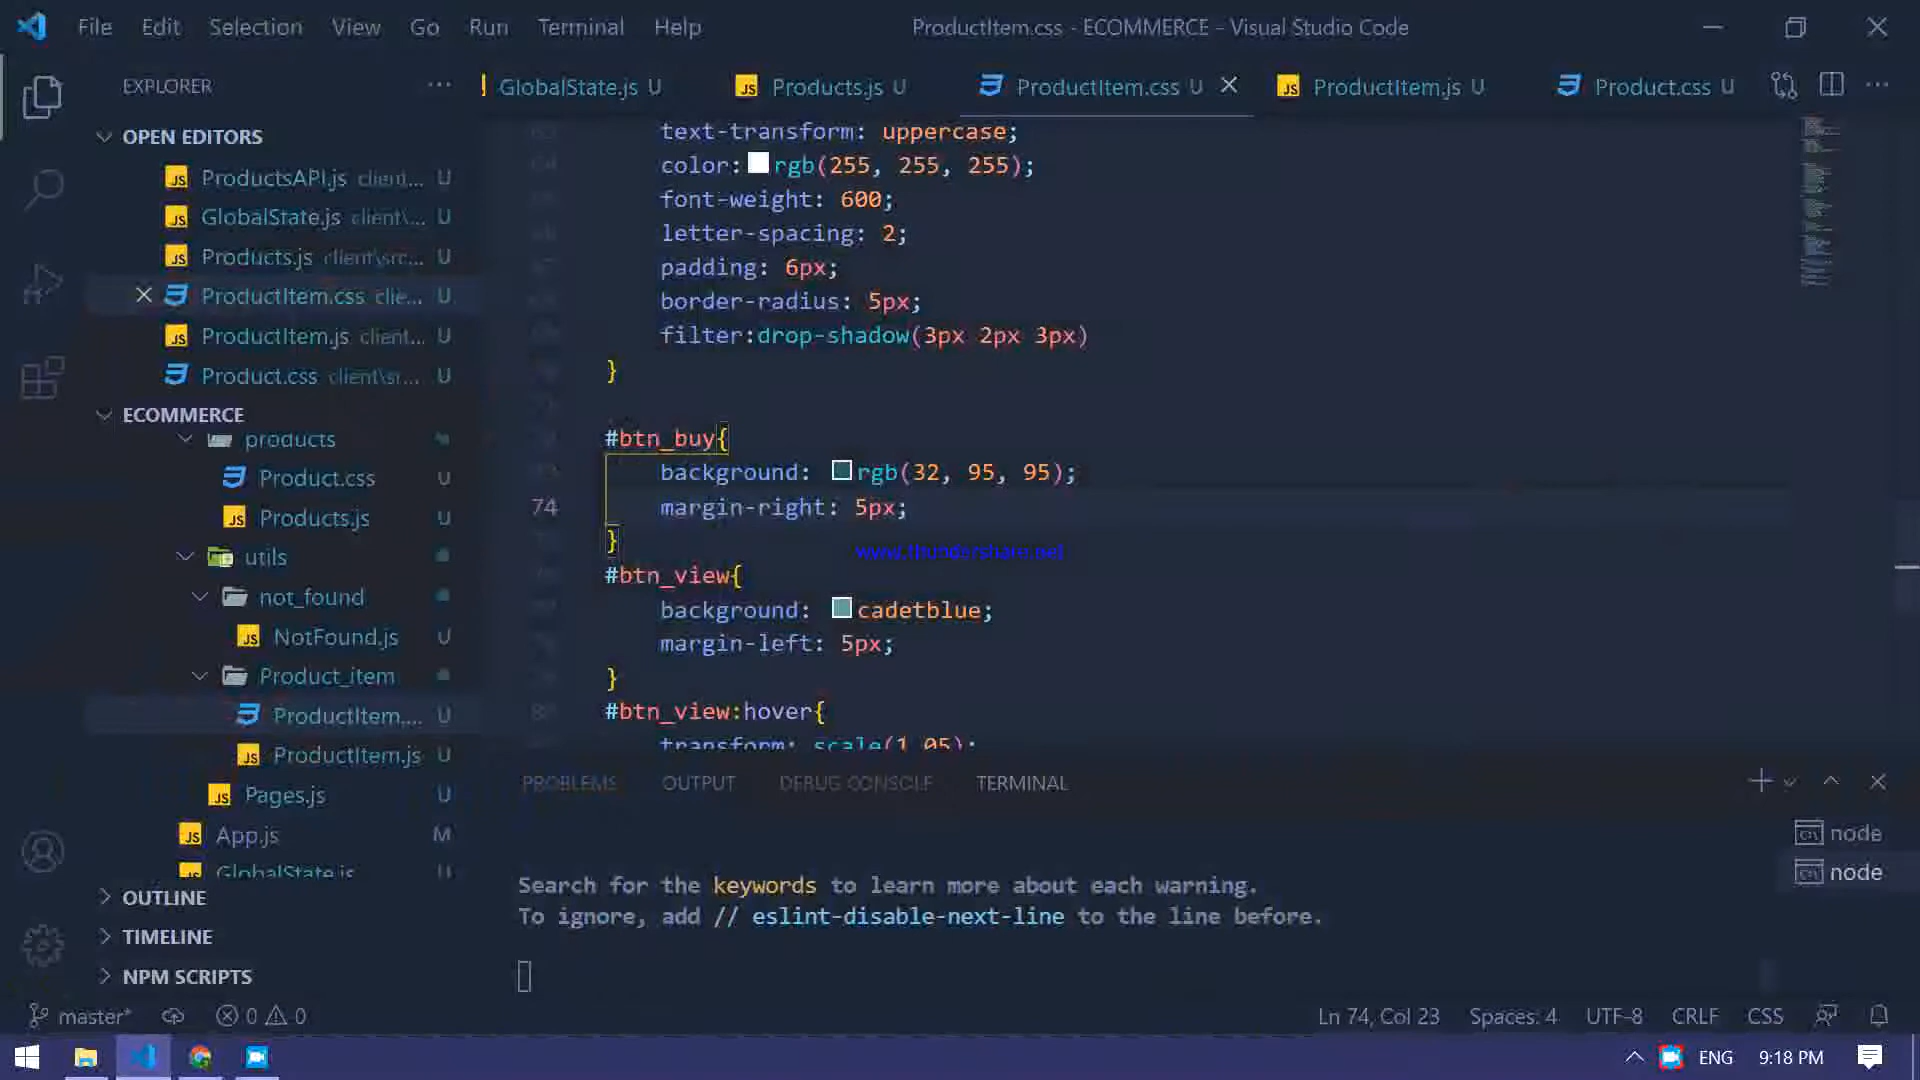 File Edit Selection View Go Run Terminal Help ProductItem.css - ECOMMERCE - Visual Studio Code
EXPLORER ··· GlobalState.js U Products.js U ProductItem.css U ProductItem.js U Product.css U ···
OPEN EDITORS
ProductsAPI.js client... U
GlobalState.js client\... U
Products.js client\src... U
ProductItem.css clie... U
ProductItem.js client... U
Product.css client\sr... U
ECOMMERCE
products
Product.css U
Products.js U
utils
not_found
NotFound.js U
Product_item
ProductItem.... U
ProductItem.js U
Pages.js U
App.js M
GlobalState.js U
OUTLINE
TIMELINE
NPM SCRIPTS
text-transform: uppercase;
color: rgb(255, 255, 255);
font-weight: 600;
letter-spacing: 2;
padding: 6px;
border-radius: 5px;
filter:drop-shadow(3px 2px 3px)
}
#btn_buy{
background: rgb(32, 95, 95);
74 margin-right: 5px;
}
www.thundershare.net
#btn_view{
background: cadetblue;
margin-left: 5px;
}
#btn_view:hover{
transform: scale(1.05);
PROBLEMS OUTPUT DEBUG CONSOLE TERMINAL
node
node
Search for the keywords to learn more about each warning.
To ignore, add // eslint-disable-next-line to the line before.
master* 0 0 Ln 74, Col 23 Spaces: 4 UTF-8 CRLF CSS
ENG 9:18 PM